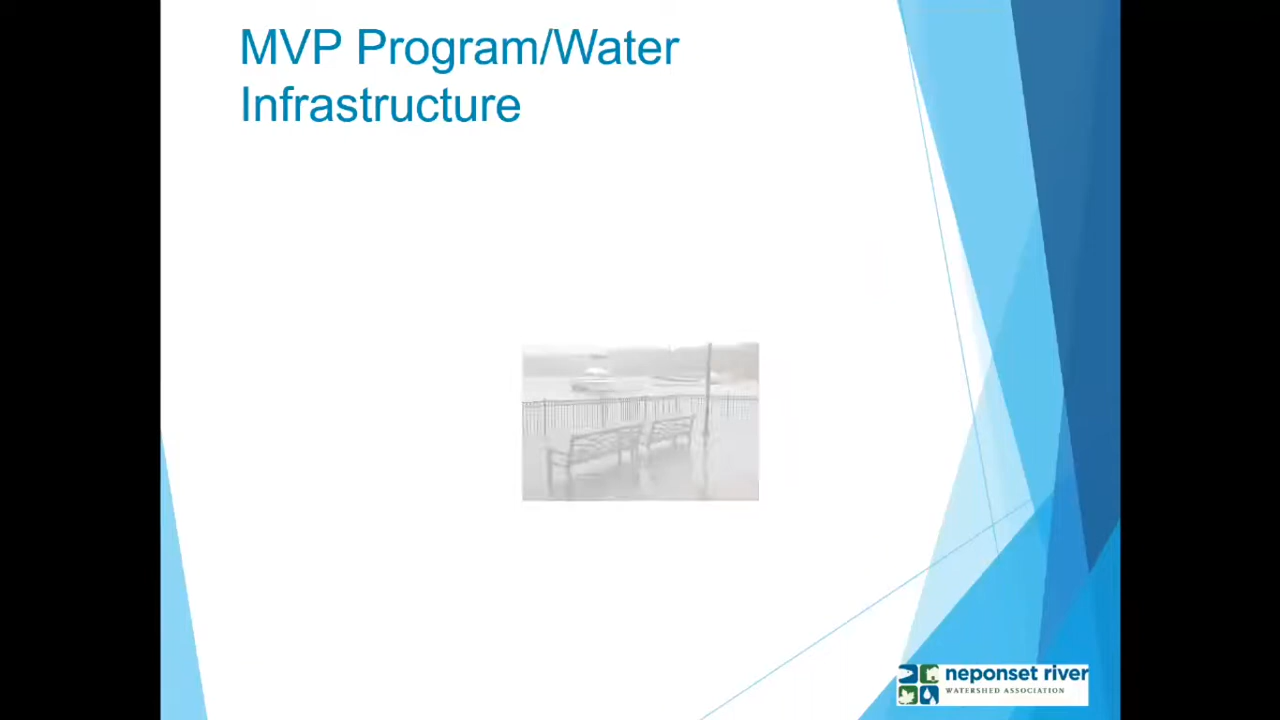 MVP Program/Water
Infrastructure
neponset river
WATERSHED ASSOCIATION